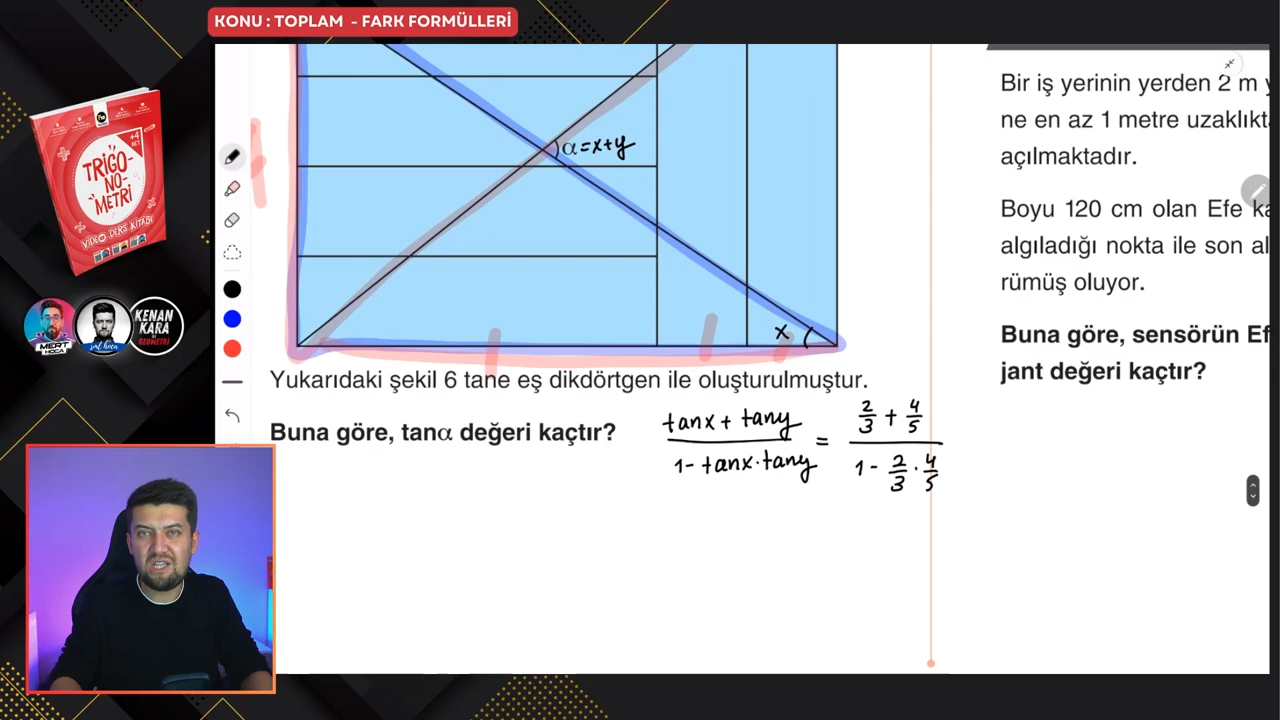 KONU : TOPLAM - FARK FORMÜLLERİ
+4 NET
TRİGO-
NO-
METRİ
VİDEO DERS KİTABI
MERT HOCA
KENAN
KARA
GEOMETRİ
α=x+y
x
Yukarıdaki şekil 6 tane eş dikdörtgen ile oluşturulmuştur.
Buna göre, tanα değeri kaçtır?
tanx + tany / 1 - tanx·tany = 2/3 + 4/5 / 1 - 2/3 · 4/5
Bir iş yerinin yerden 2 m y
ne en az 1 metre uzaklıkt
açılmaktadır.
Boyu 120 cm olan Efe ka
algıladığı nokta ile son al
rümüş oluyor.
Buna göre, sensörün Ef
jant değeri kaçtır?